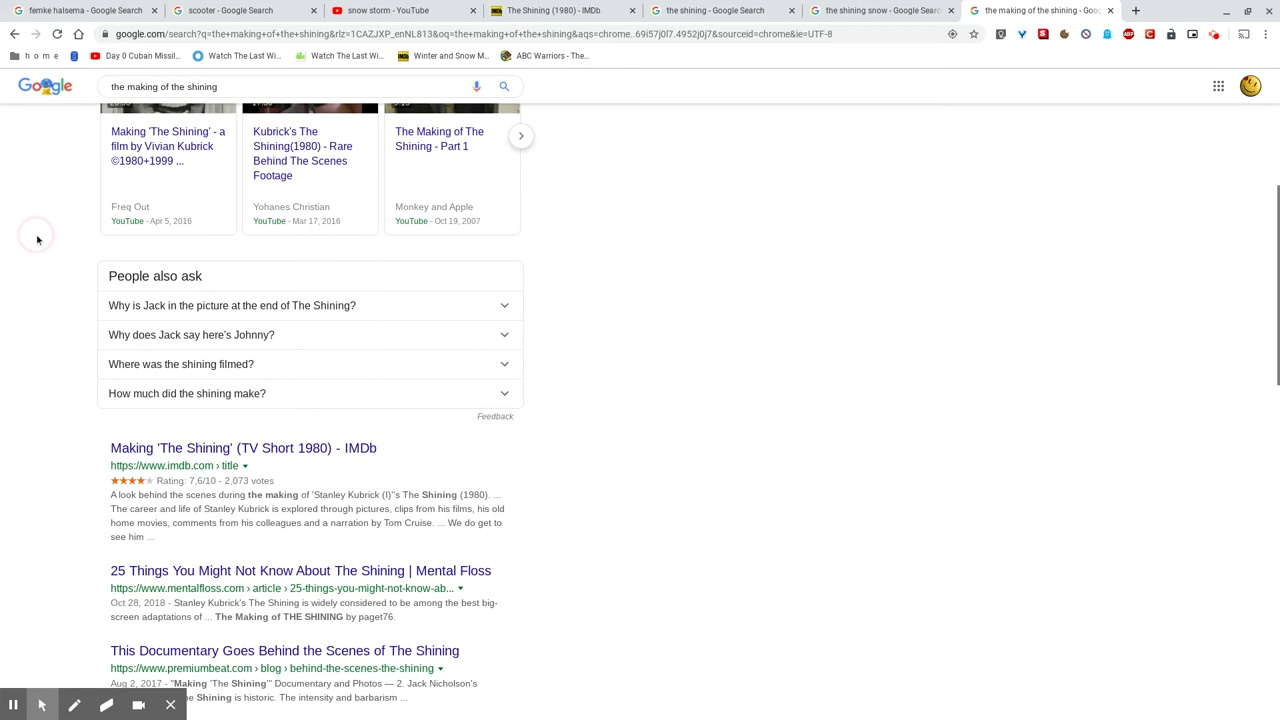 femke halsema - Google Search
scooter - Google Search
snow storm - YouTube
The Shining (1980) - IMDb
the shining - Google Search
the shining snow - Google Searc
the making of the shining - Goog
google.com/search?q=the+making+of+the+shining&rlz=1CAZJXP_enNL813&oq=the+making+of+the+shining&aqs=chrome..69i57j0l7.4952j0j7&sourceid=chrome&ie=UTF-8
h o m e
Day 0 Cuban Missil...
Watch The Last Wi...
Watch The Last Wi...
Winter and Snow M...
ABC Warriors - The...
Google
the making of the shining
Making 'The Shining' - a
film by Vivian Kubrick
©1980+1999 ...
Freq Out
YouTube - Apr 5, 2016
Kubrick's The
Shining(1980) - Rare
Behind The Scenes
Footage
Yohanes Christian
YouTube - Mar 17, 2016
The Making of The
Shining - Part 1
Monkey and Apple
YouTube - Oct 19, 2007
People also ask
Why is Jack in the picture at the end of The Shining?
Why does Jack say here's Johnny?
Where was the shining filmed?
How much did the shining make?
Feedback
Making 'The Shining' (TV Short 1980) - IMDb
https://www.imdb.com › title
Rating: 7,6/10 - 2,073 votes
A look behind the scenes during the making of 'Stanley Kubrick (I)''s The Shining (1980). ...
The career and life of Stanley Kubrick is explored through pictures, clips from his films, his old
home movies, comments from his colleagues and a narration by Tom Cruise. ... We do get to
see him ...
25 Things You Might Not Know About The Shining | Mental Floss
https://www.mentalfloss.com › article › 25-things-you-might-not-know-ab...
Oct 28, 2018 - Stanley Kubrick's The Shining is widely considered to be among the best big-
screen adaptations of ... The Making of THE SHINING by paget76.
This Documentary Goes Behind the Scenes of The Shining
https://www.premiumbeat.com › blog › behind-the-scenes-the-shining
Aug 2, 2017 - "Making 'The Shining'" Documentary and Photos — 2. Jack Nicholson's
Shining is historic. The intensity and barbarism ...